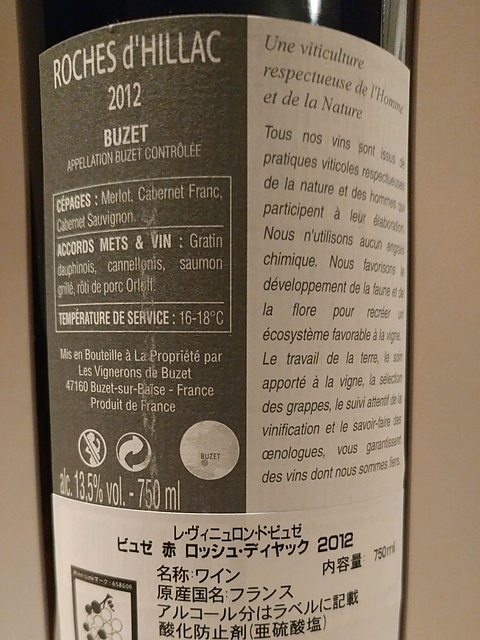 ROCHES d'HILLAC
2012
BUZET
APPELLATION BUZET CONTRÔLÉE
CÉPAGES : Merlot, Cabernet Franc,
Cabernet Sauvignon.
ACCORDS METS & VIN : Gratin
dauphinois, cannellonis, saumon
grillé, rôti de porc Orloff.
TEMPÉRATURE DE SERVICE : 16-18°C
Mis en Bouteille à La Propriété par
Les Vignerons de Buzet
47160 Buzet-sur-Baïse - France
Produit de France
BUZET
alc. 13,5% vol. - 750 ml
Une viticulture
respectueuse de l'Homme
et de la Nature
Tous nos vins sont issus de
pratiques viticoles respectueuses
de la nature et des hommes qui
participent à leur élaboration.
Nous n'utilisons aucun engrais
chimique. Nous favorisons le
développement de la faune et de
la flore pour recréer un
écosystème favorable à la vigne.
Le travail de la terre, le soin
apporté à la vigne, la sélection
des grappes, le suivi attentif de la
vinification et le savoir-faire des
œnologues, vous garantissent
des vins dont nous sommes fiers.
レ・ヴィニュロン・ド・ビュゼ
ビュゼ 赤 ロッシュ・ディヤック 2012
名称:ワイン
内容量: 750ml
原産国名:フランス
アルコール分はラベルに記載
酸化防止剤(亜硫酸塩)